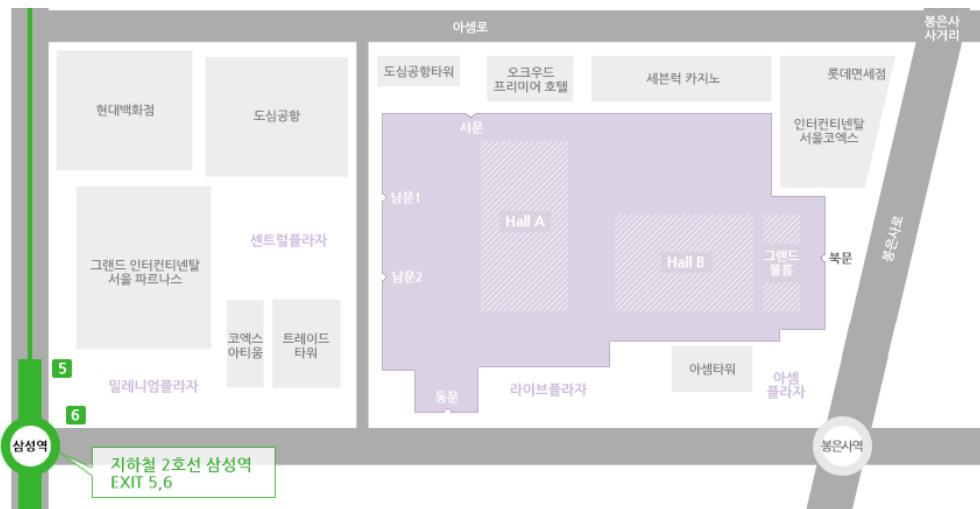 아셈로
봉은사
사거리
현대백화점
도심공항
도심공항타워
오크우드
프리미어 호텔
세븐럭 카지노
롯데면세점
인터컨티넨탈
서울코엑스
서문
남문1
Hall A
센트럴플라자
그랜드 인터컨티넨탈
서울 파르나스
남문2
Hall B
그랜드
볼룸
북문
봉은사로
코엑스
아티움
트레이드
타워
5
밀레니엄플라자
동문
라이브플라자
아셈타워
아셈
플라자
6
삼성역
봉은사역
지하철 2호선 삼성역
EXIT 5,6